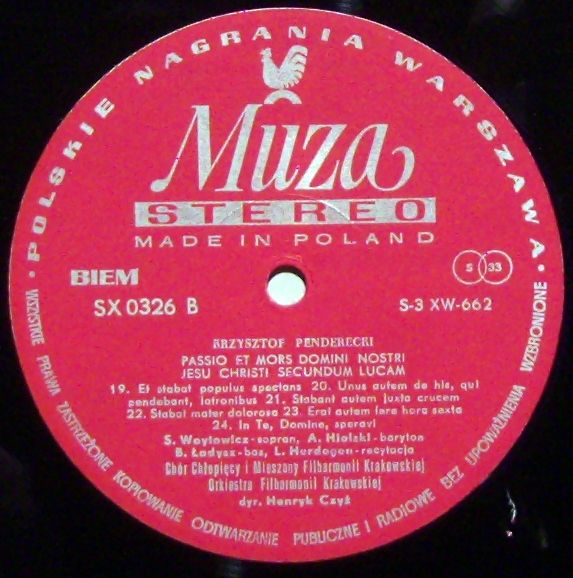 POLSKIE NAGRANIA WARSZAWA
Muza
STEREO
MADE IN POLAND
BIEM
S 33
SX 0326 B
S-3 XW-662
KRZYSZTOF PENDERECKI
PASSIO ET MORS DOMINI NOSTRI
JESU CHRISTI SECUNDUM LUCAM
19. Et stabat populus spectans 20. Unus autem de his, qui
pendebant, latronibus 21. Stabant autem juxta crucem
22. Stabat mater dolorosa 23. Erat autem fere hora sexta
24. In Te, Domine, speravi
S. Woytowicz-sopran, A. Hiolski-baryton
B. Ładysz-bas, L. Herdegen-recytacja
Chór Chłopięcy i Mieszany Filharmonii Krakowskiej
Orkiestra Filharmonii Krakowskiej
dyr. Henryk Czyż
WSZYSTKIE PRAWA ZASTRZEŻONE KOPIOWANIE ODTWARZANIE PUBLICZNE I RADIOWE BEZ UPOWAŻNIENIA WZBRONIONE